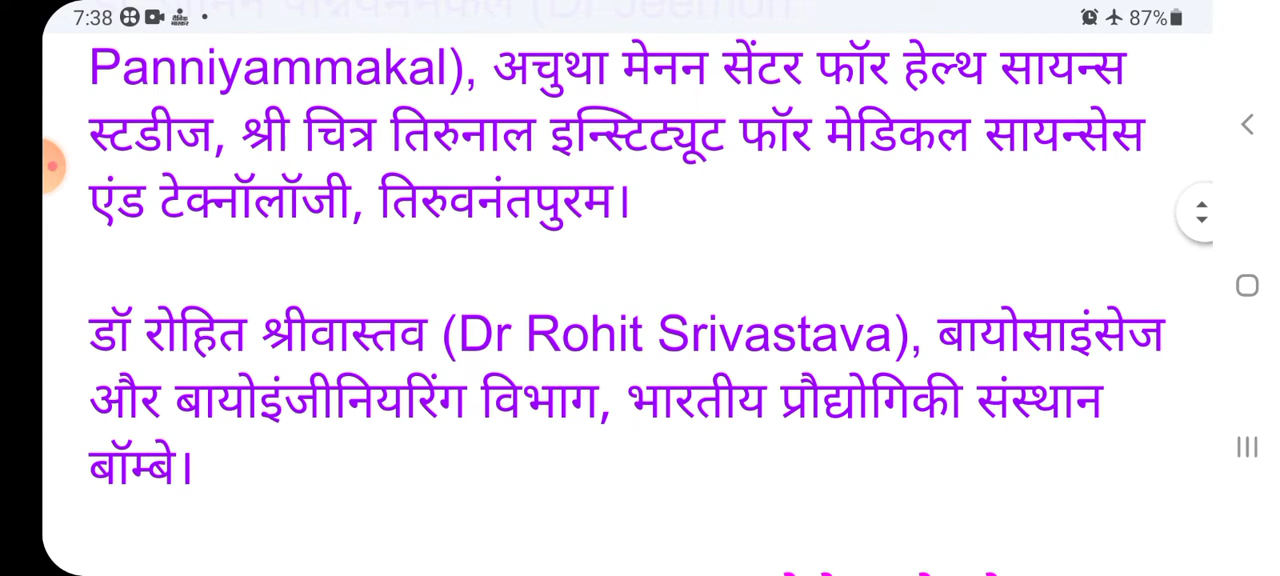 7:38
87%
Panniyammakal), अचुथा मेनन सेंटर फॉर हेल्थ सायन्स
स्टडीज, श्री चित्र तिरुनाल इन्स्टिट्यूट फॉर मेडिकल सायन्सेस
एंड टेक्नॉलॉजी, तिरुवनंतपुरम।
डॉ रोहित श्रीवास्तव (Dr Rohit Srivastava), बायोसाइंसेज
और बायोइंजीनियरिंग विभाग, भारतीय प्रौद्योगिकी संस्थान
बॉम्बे।